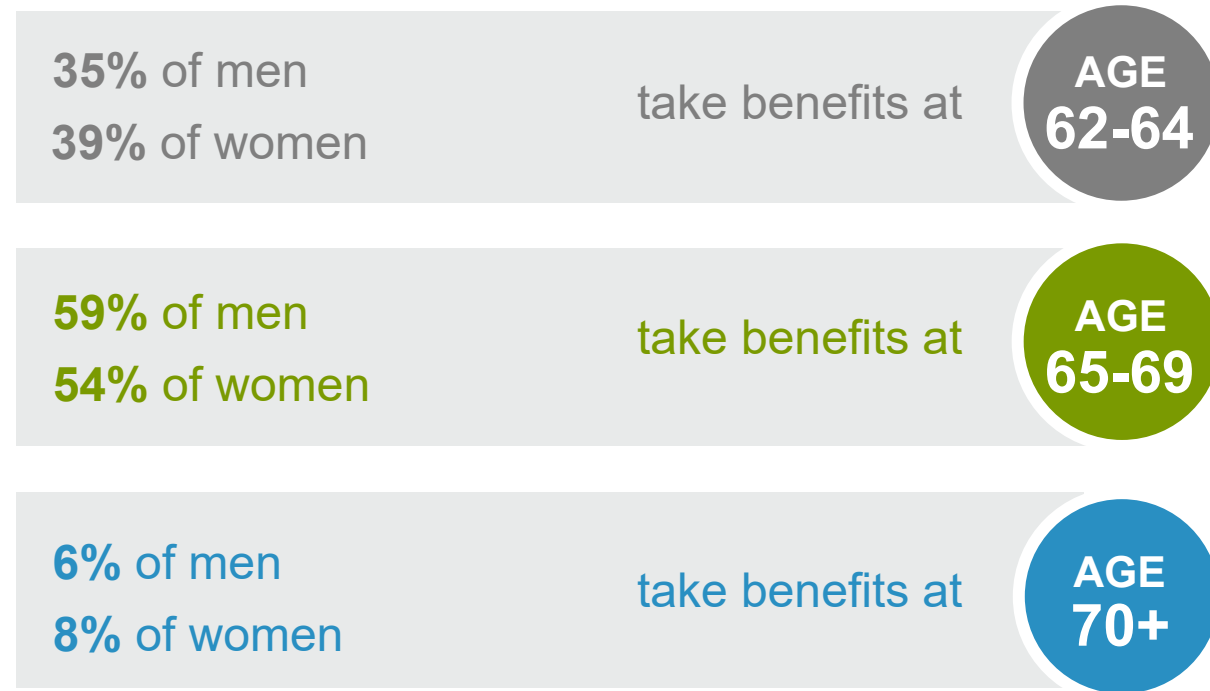 35% of men
39% of women
take benefits at
AGE
62-64
59% of men
54% of women
take benefits at
AGE
65-69
6% of men
8% of women
take benefits at
AGE
70+